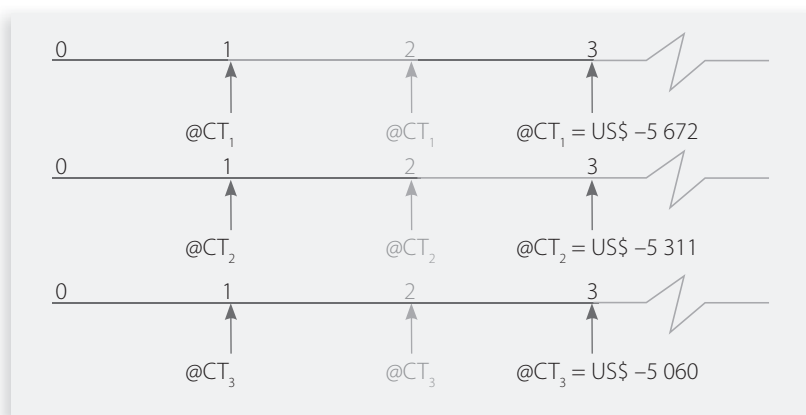 0 1 2 3
@CT₁ @CT₁ @CT₁ = US$ –5 672
0 1 2 3
@CT₂ @CT₂ @CT₂ = US$ –5 311
0 1 2 3
@CT₃ @CT₃ @CT₃ = US$ –5 060